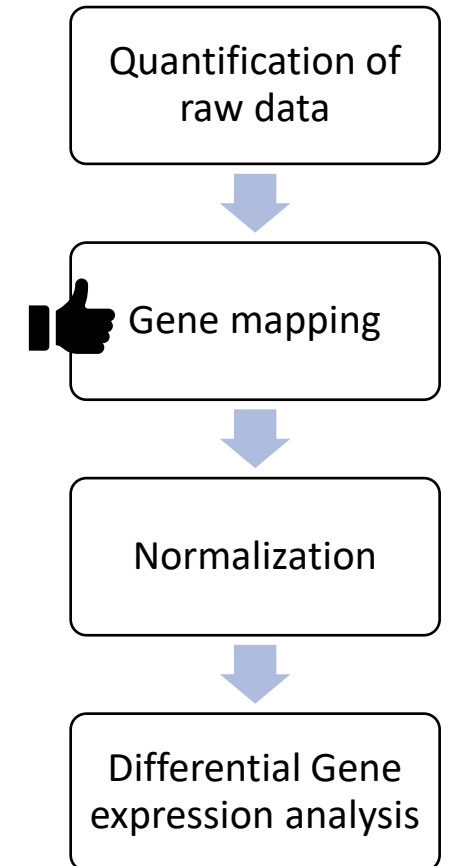 Quantification of
raw data
Gene mapping
Normalization
Differential Gene
expression analysis